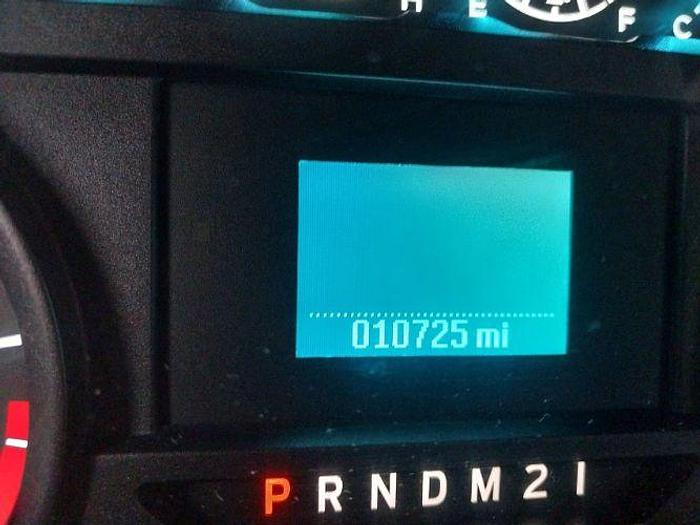 H E F C
010725 mi
P R N D M 2 1